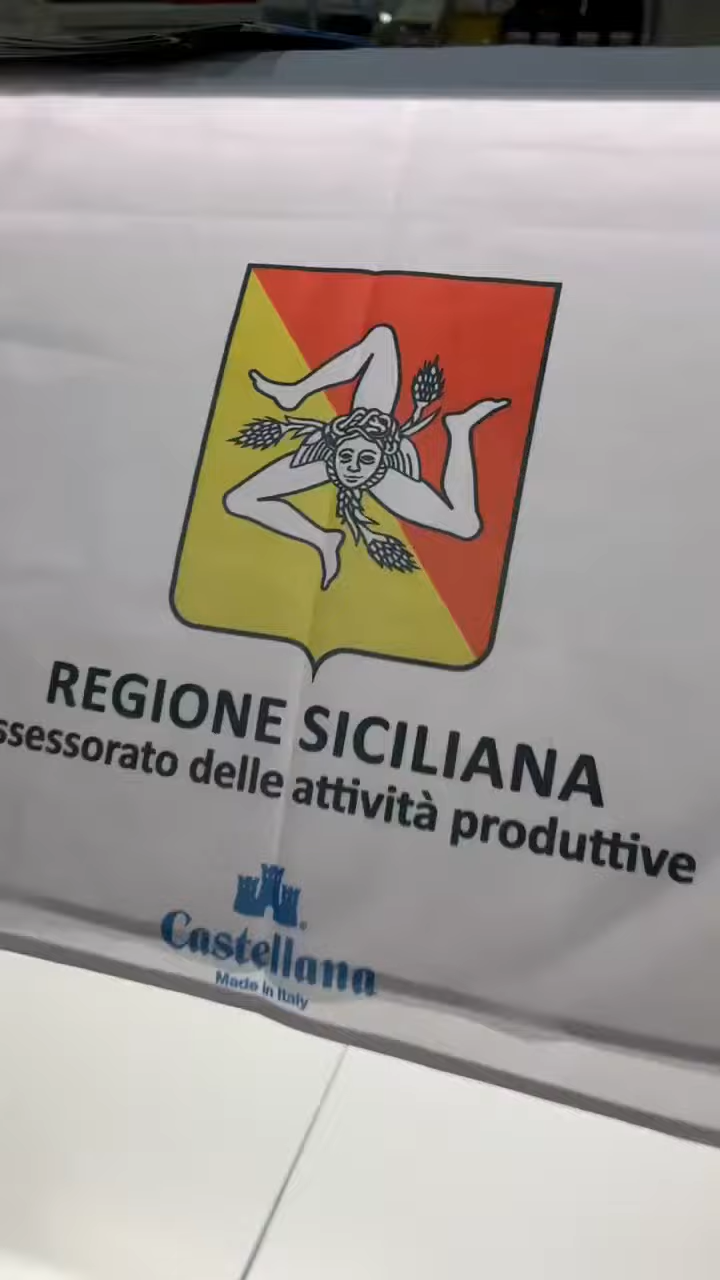 REGIONE SICILIANA
ssessorato delle attività produttive
Castellana®
Made in Italy